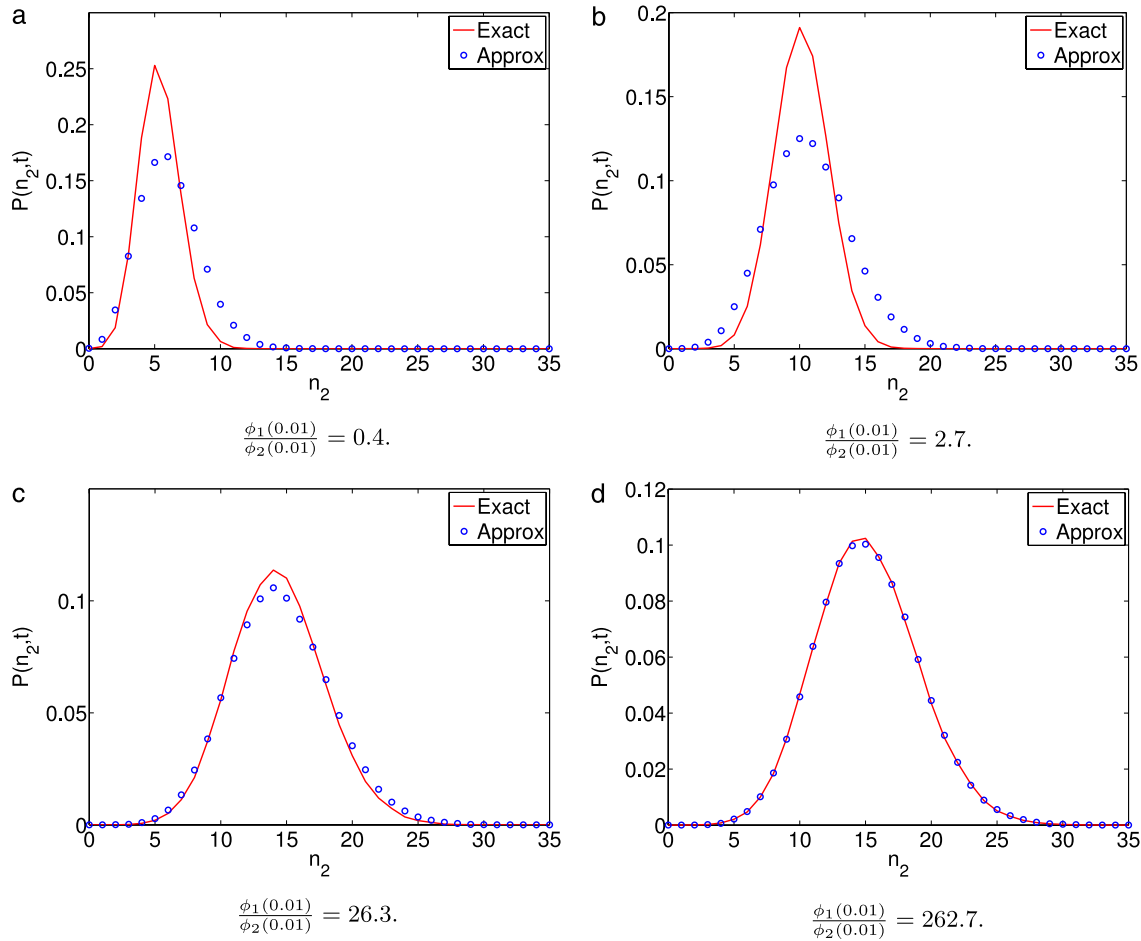 a
Exact
Approx
P(n₂,t)
0.25
0.2
0.15
0.1
0.05
0
0 5 10 15 20 25 30 35
n₂
ϕ₁(0.01)/ϕ₂(0.01) = 0.4.
b
Exact
Approx
P(n₂,t)
0.2
0.15
0.1
0.05
0
0 5 10 15 20 25 30 35
n₂
ϕ₁(0.01)/ϕ₂(0.01) = 2.7.
c
Exact
Approx
P(n₂,t)
0.1
0.05
0
0 5 10 15 20 25 30 35
n₂
ϕ₁(0.01)/ϕ₂(0.01) = 26.3.
d
Exact
Approx
P(n₂,t)
0.12
0.1
0.08
0.06
0.04
0.02
0
0 5 10 15 20 25 30 35
n₂
ϕ₁(0.01)/ϕ₂(0.01) = 262.7.